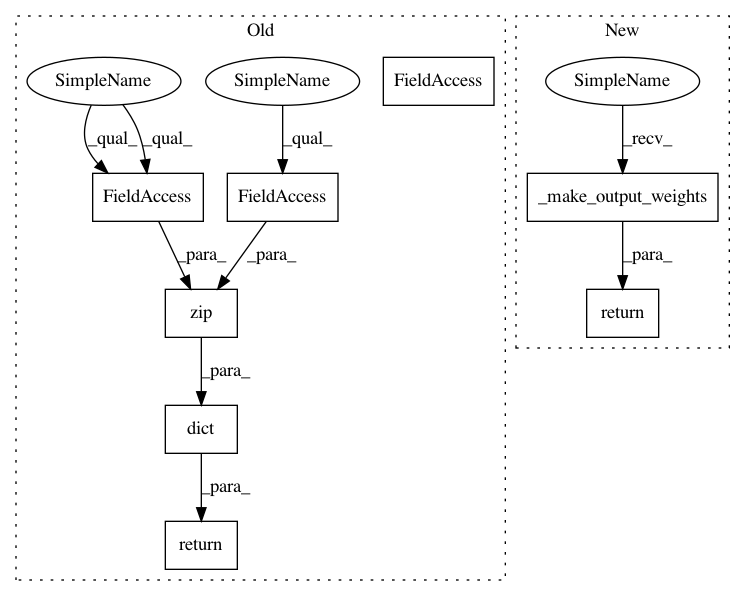 Old
New
SimpleName
SimpleName
FieldAccess
SimpleName
_qual_
_qual_
_qual_
_recv_
FieldAccess
FieldAccess
_make_output_weights
_para_
_para_
_para_
zip
return
_para_
dict
_para_
return